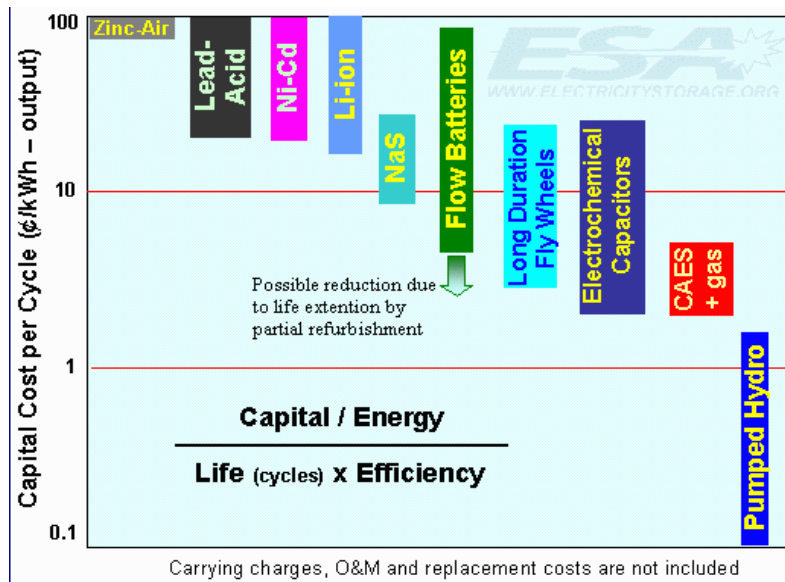 100
10
1
0.1
Capital Cost per Cycle (¢/kWh – output)
Zinc-Air
Lead-
Acid
Ni-Cd
Li-ion
NaS
Flow Batteries
Long Duration
Fly Wheels
Electrochemical
Capacitors
CAES
+ gas
Pumped Hydro
ESA
WWW.ELECTRICITYSTORAGE.ORG
Possible reduction due
to life extention by
partial refurbishment
Capital / Energy
Life (cycles) x Efficiency
Carrying charges, O&M and replacement costs are not included